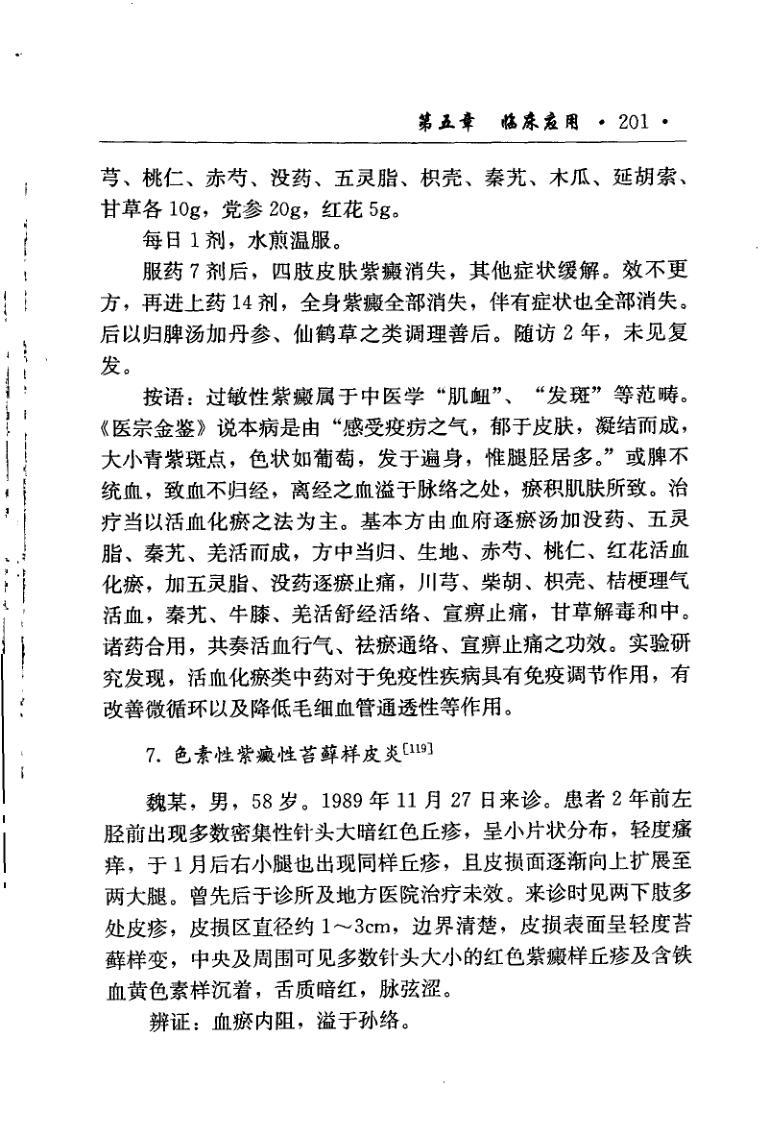 第五章 临床应用 · 201 ·
芎、桃仁、赤芍、没药、五灵脂、枳壳、秦艽、木瓜、延胡索、
甘草各 10g，党参 20g，红花 5g。
每日 1 剂，水煎温服。
服药 7 剂后，四肢皮肤紫癜消失，其他症状缓解。效不更
方，再进上药 14 剂，全身紫癜全部消失，伴有症状也全部消失。
后以归脾汤加丹参、仙鹤草之类调理善后。随访 2 年，未见复
发。
按语：过敏性紫癜属于中医学“肌衄”、“发斑”等范畴。
《医宗金鉴》说本病是由“感受疫疠之气，郁于皮肤，凝结而成，
大小青紫斑点，色状如葡萄，发于遍身，惟腿胫居多。”或脾不
统血，致血不归经，离经之血溢于脉络之处，瘀积肌肤所致。治
疗当以活血化瘀之法为主。基本方由血府逐瘀汤加没药、五灵
脂、秦艽、羌活而成，方中当归、生地、赤芍、桃仁、红花活血
化瘀，加五灵脂、没药逐瘀止痛，川芎、柴胡、枳壳、桔梗理气
活血，秦艽、牛膝、羌活舒经活络、宣痹止痛，甘草解毒和中。
诸药合用，共奏活血行气、祛瘀通络、宣痹止痛之功效。实验研
究发现，活血化瘀类中药对于免疫性疾病具有免疫调节作用，有
改善微循环以及降低毛细血管通透性等作用。
7. 色素性紫癜性苔藓样皮炎[119]
魏某，男，58 岁。1989 年 11 月 27 日来诊。患者 2 年前左
胫前出现多数密集性针头大暗红色丘疹，呈小片状分布，轻度瘙
痒，于 1 月后右小腿也出现同样丘疹，且皮损面逐渐向上扩展至
两大腿。曾先后于诊所及地方医院治疗未效。来诊时见两下肢多
处皮疹，皮损区直径约 1～3cm，边界清楚，皮损表面呈轻度苔
藓样变，中央及周围可见多数针头大小的红色紫癜样丘疹及含铁
血黄色素样沉着，舌质暗红，脉弦涩。
辨证：血瘀内阻，溢于孙络。